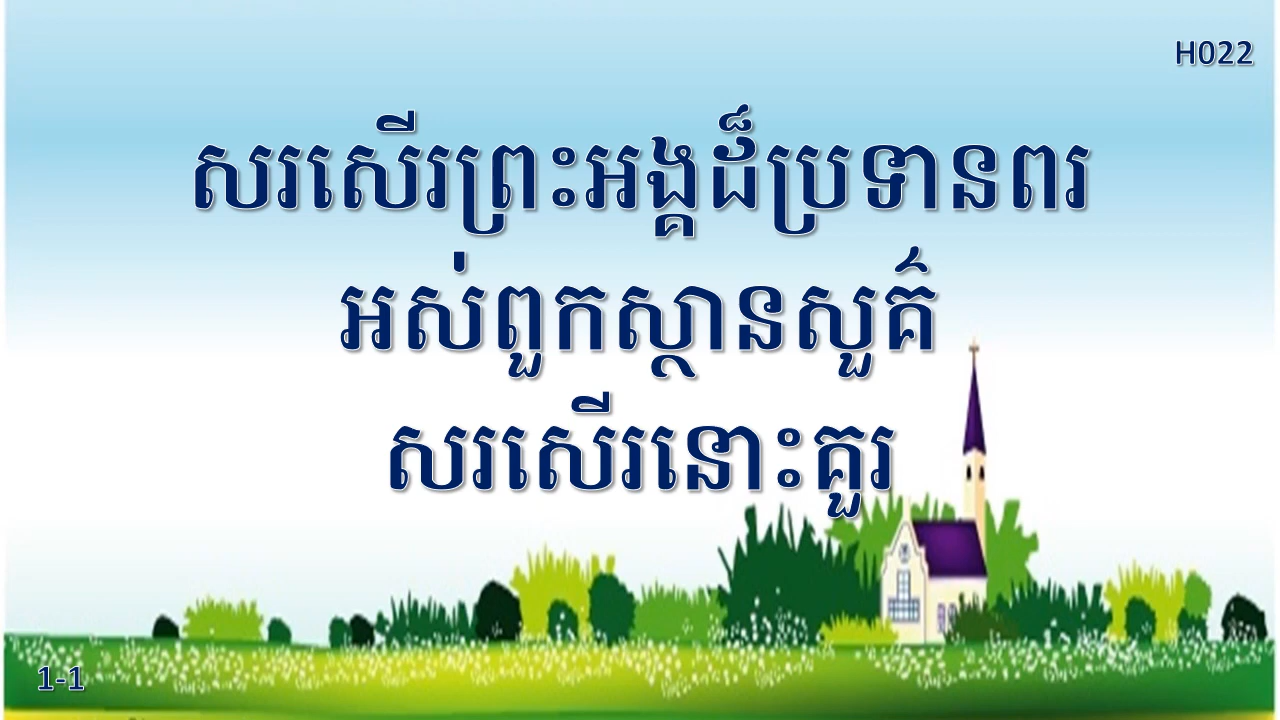 H022
សរសើរព្រះអង្គដ៏ប្រទានពរ
អស់ពួកស្ថានសួគ៌
សរសើរនោះគួរ
1-1